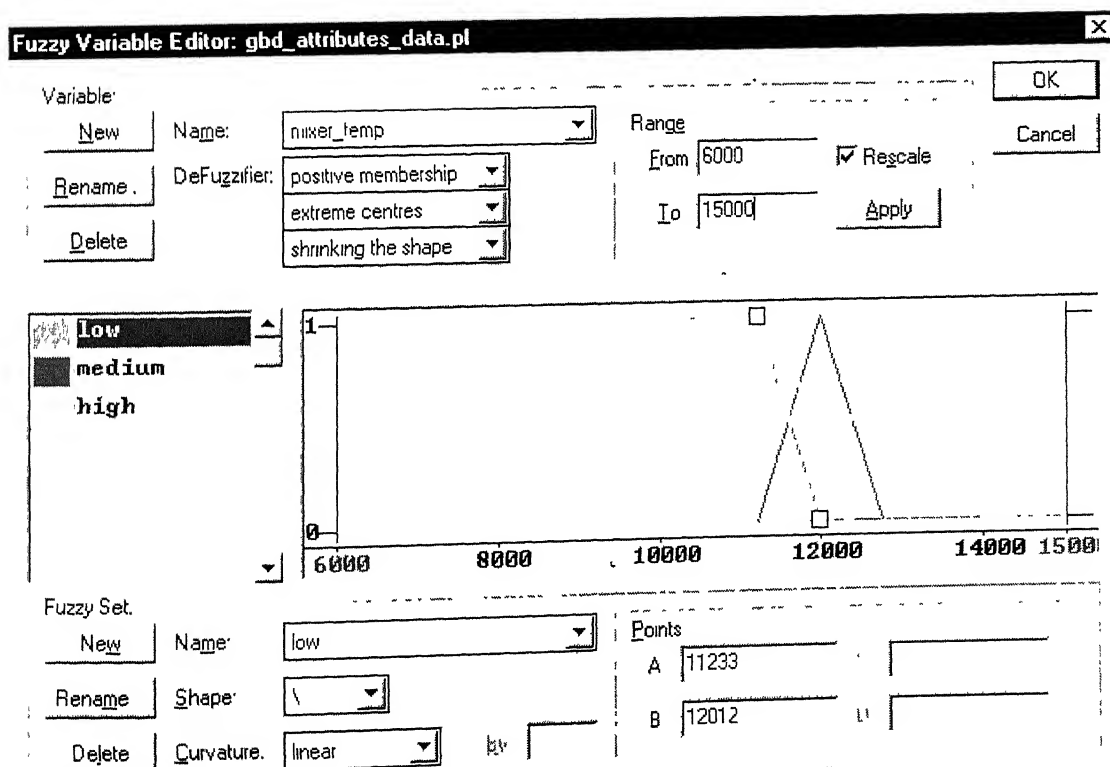 Fuzzy Variable Editor: gbd_attributes_data.pl
Variable:
New
Name:
mixer_temp
Rename .
DeFuzzifier:
positive membership
extreme centres
shrinking the shape
Delete
Range
From 6000
Rescale
To 15000
Apply
OK
Cancel
low
medium
high
1
0
6000 8000 10000 12000 14000 1500
Fuzzy Set.
New
Name:
low
Rename
Shape:
\
Delete
Curvature.
linear
by
Points
A 11233
B 12012